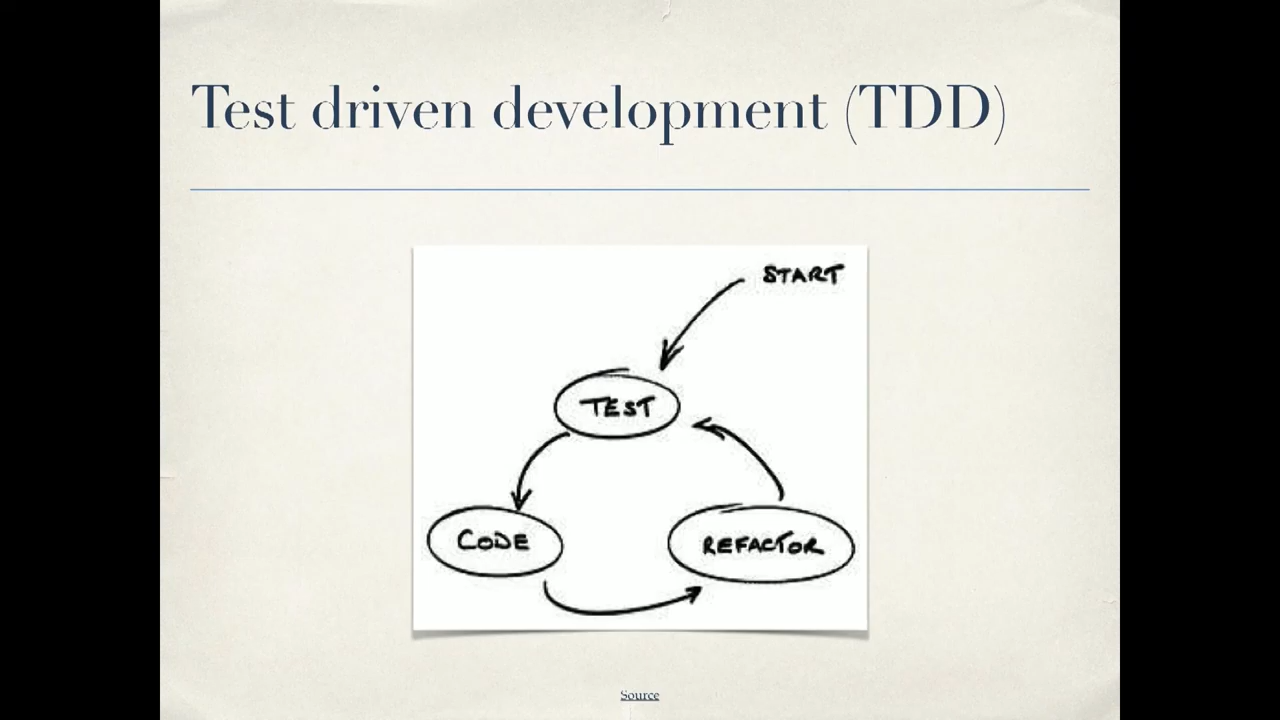 Test driven development (TDD)
START
TEST
CODE
REFACTOR
Source